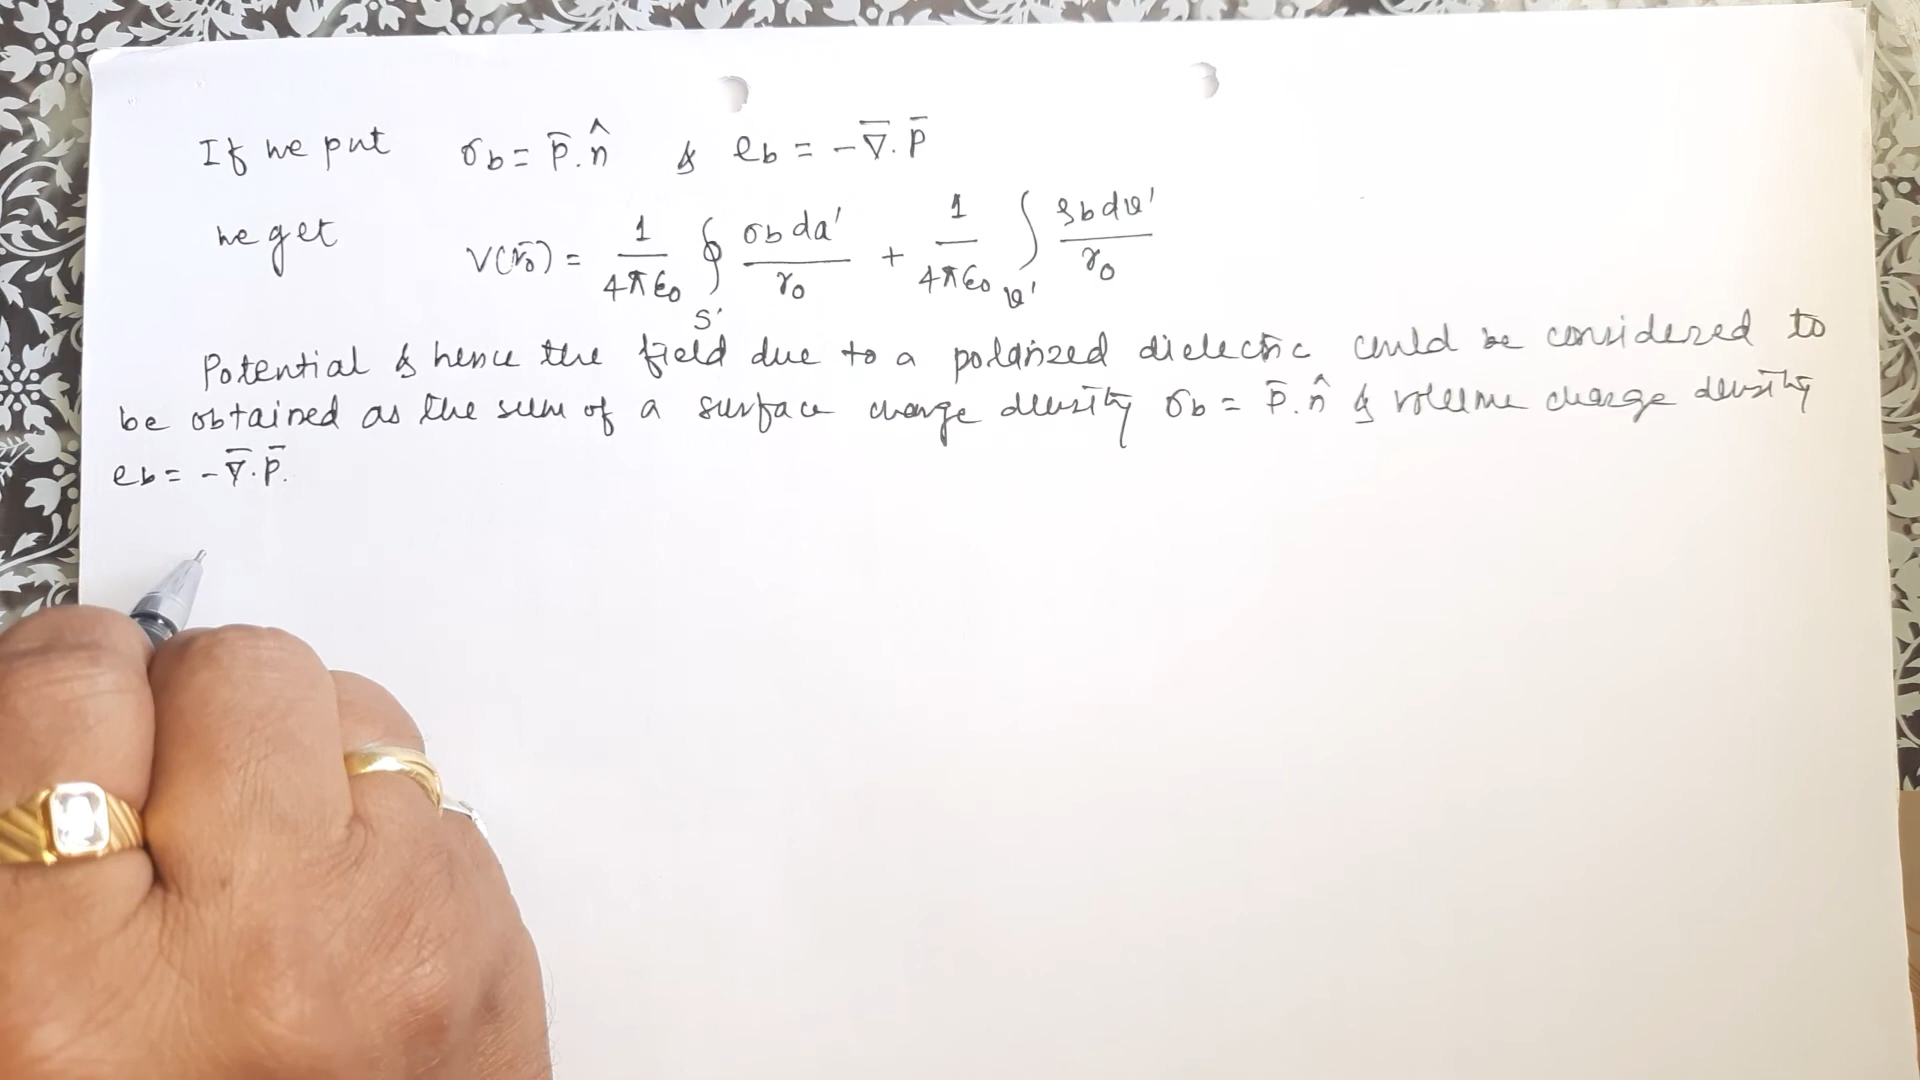 If we put σb = p̄.n̂ & ρb = -∇̄.p̄
we get V(r̄₀) = 1/4πε₀ ∮S' σb da'/r₀ + 1/4πε₀ ∫v' ρb dv'/r₀
Potential & hence the field due to a polarized dielectric could be considered to
be obtained as the sum of a surface charge density σb = p̄.n̂ & volume charge density
ρb = -∇̄.p̄.